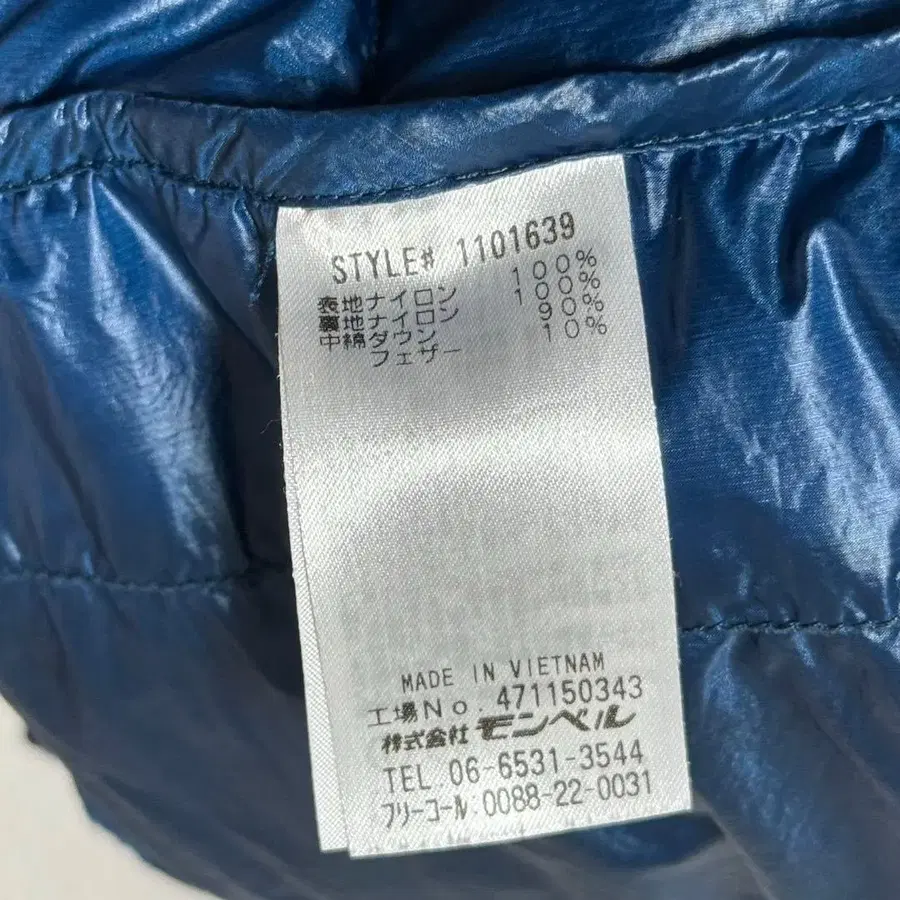 STYLE# 1101639
表地ナイロン 100%
裏地ナイロン 100%
中綿ダウン 90%
フェザー 10%
MADE IN VIETNAM
工場No. 471150343
株式会社 モンベル
TEL. 06-6531-3544
フリーコール. 0088-22-0031